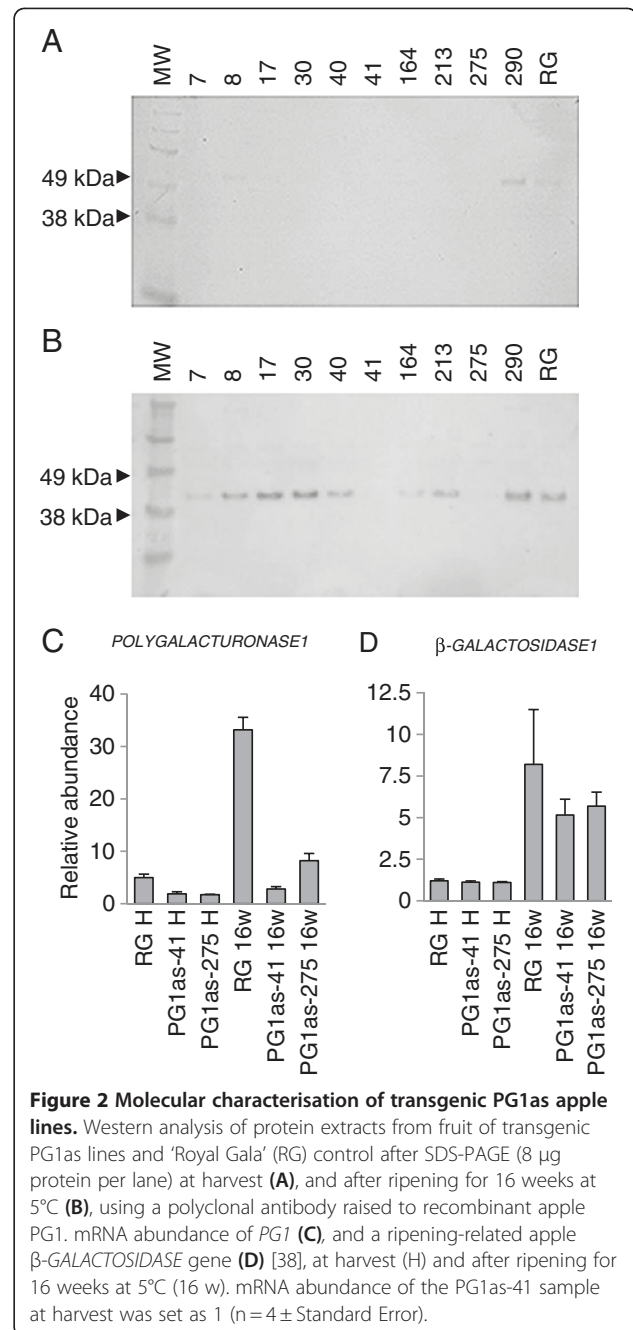 A
MW 7 8 17 30 40 41 164 213 275 290 RG
49 kDa
38 kDa
B
MW 7 8 17 30 40 41 164 213 275 290 RG
49 kDa
38 kDa
C POLYGALACTURONASE1
Relative abundance
40
30
20
10
0
RG H
PG1as-41 H
PG1as-275 H
RG 16w
PG1as-41 16w
PG1as-275 16w
D β-GALACTOSIDASE1
12.5
10
7.5
5
2.5
0
RG H
PG1as-41 H
PG1as-275 H
RG 16w
PG1as-41 16w
PG1as-275 16w
Figure 2 Molecular characterisation of transgenic PG1as apple
lines. Western analysis of protein extracts from fruit of transgenic
PG1as lines and ‘Royal Gala’ (RG) control after SDS-PAGE (8 μg
protein per lane) at harvest (A), and after ripening for 16 weeks at
5°C (B), using a polyclonal antibody raised to recombinant apple
PG1. mRNA abundance of PG1 (C), and a ripening-related apple
β-GALACTOSIDASE gene (D) [38], at harvest (H) and after ripening for
16 weeks at 5°C (16 w). mRNA abundance of the PG1as-41 sample
at harvest was set as 1 (n = 4 ± Standard Error).